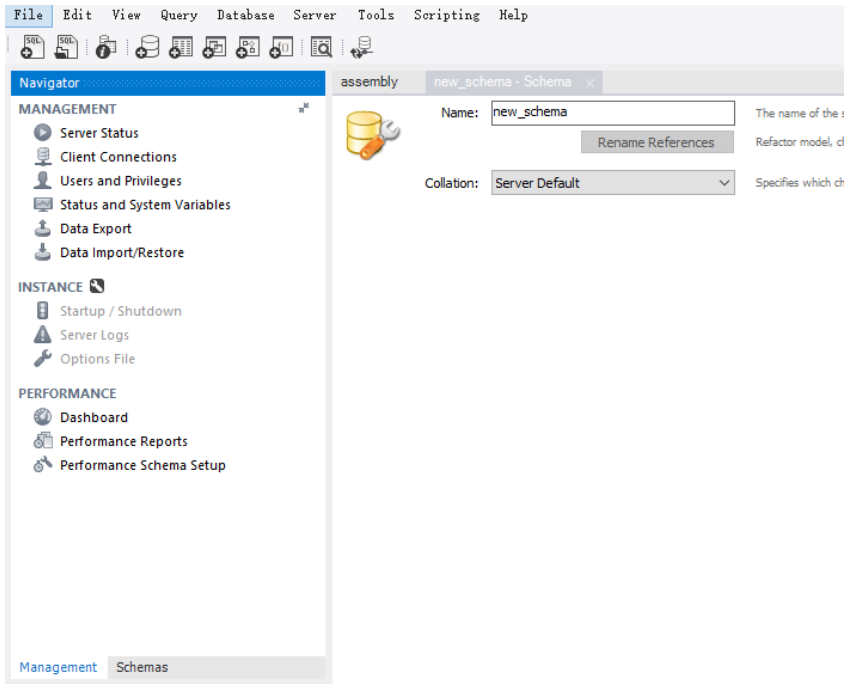 File Edit View Query Database Server Tools Scripting Help
SQL SQL
Navigator
MANAGEMENT
Server Status
Client Connections
Users and Privileges
Status and System Variables
Data Export
Data Import/Restore
INSTANCE
Startup / Shutdown
Server Logs
Options File
PERFORMANCE
Dashboard
Performance Reports
Performance Schema Setup
Management Schemas
assembly new_schema - Schema
Name: new_schema The name of the
Rename References Refactor model,
Collation: Server Default Specifies which